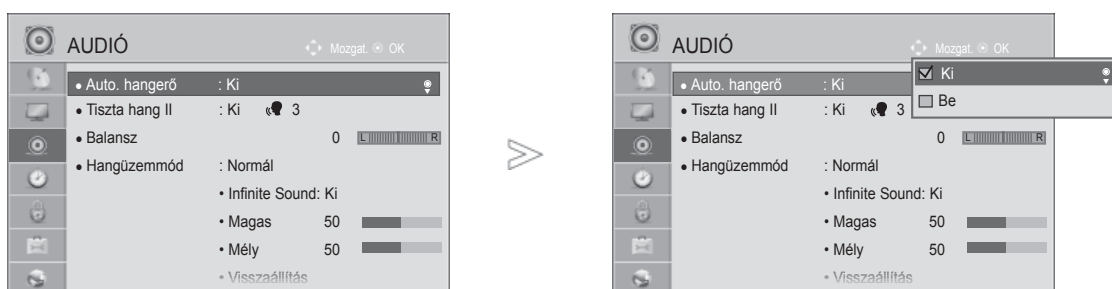 AUDIÓ Mozgat. OK
• Auto. hangerő : Ki
• Tiszta hang II : Ki 3
• Balansz 0 L R
• Hangüzemmód : Normál
• Infinite Sound: Ki
• Magas 50
• Mély 50
• Visszaállítás
AUDIÓ Mozgat. OK
• Auto. hangerő : Ki
Ki
Be
• Tiszta hang II : Ki 3
• Balansz 0 L R
• Hangüzemmód : Normál
• Infinite Sound: Ki
• Magas 50
• Mély 50
• Visszaállítás